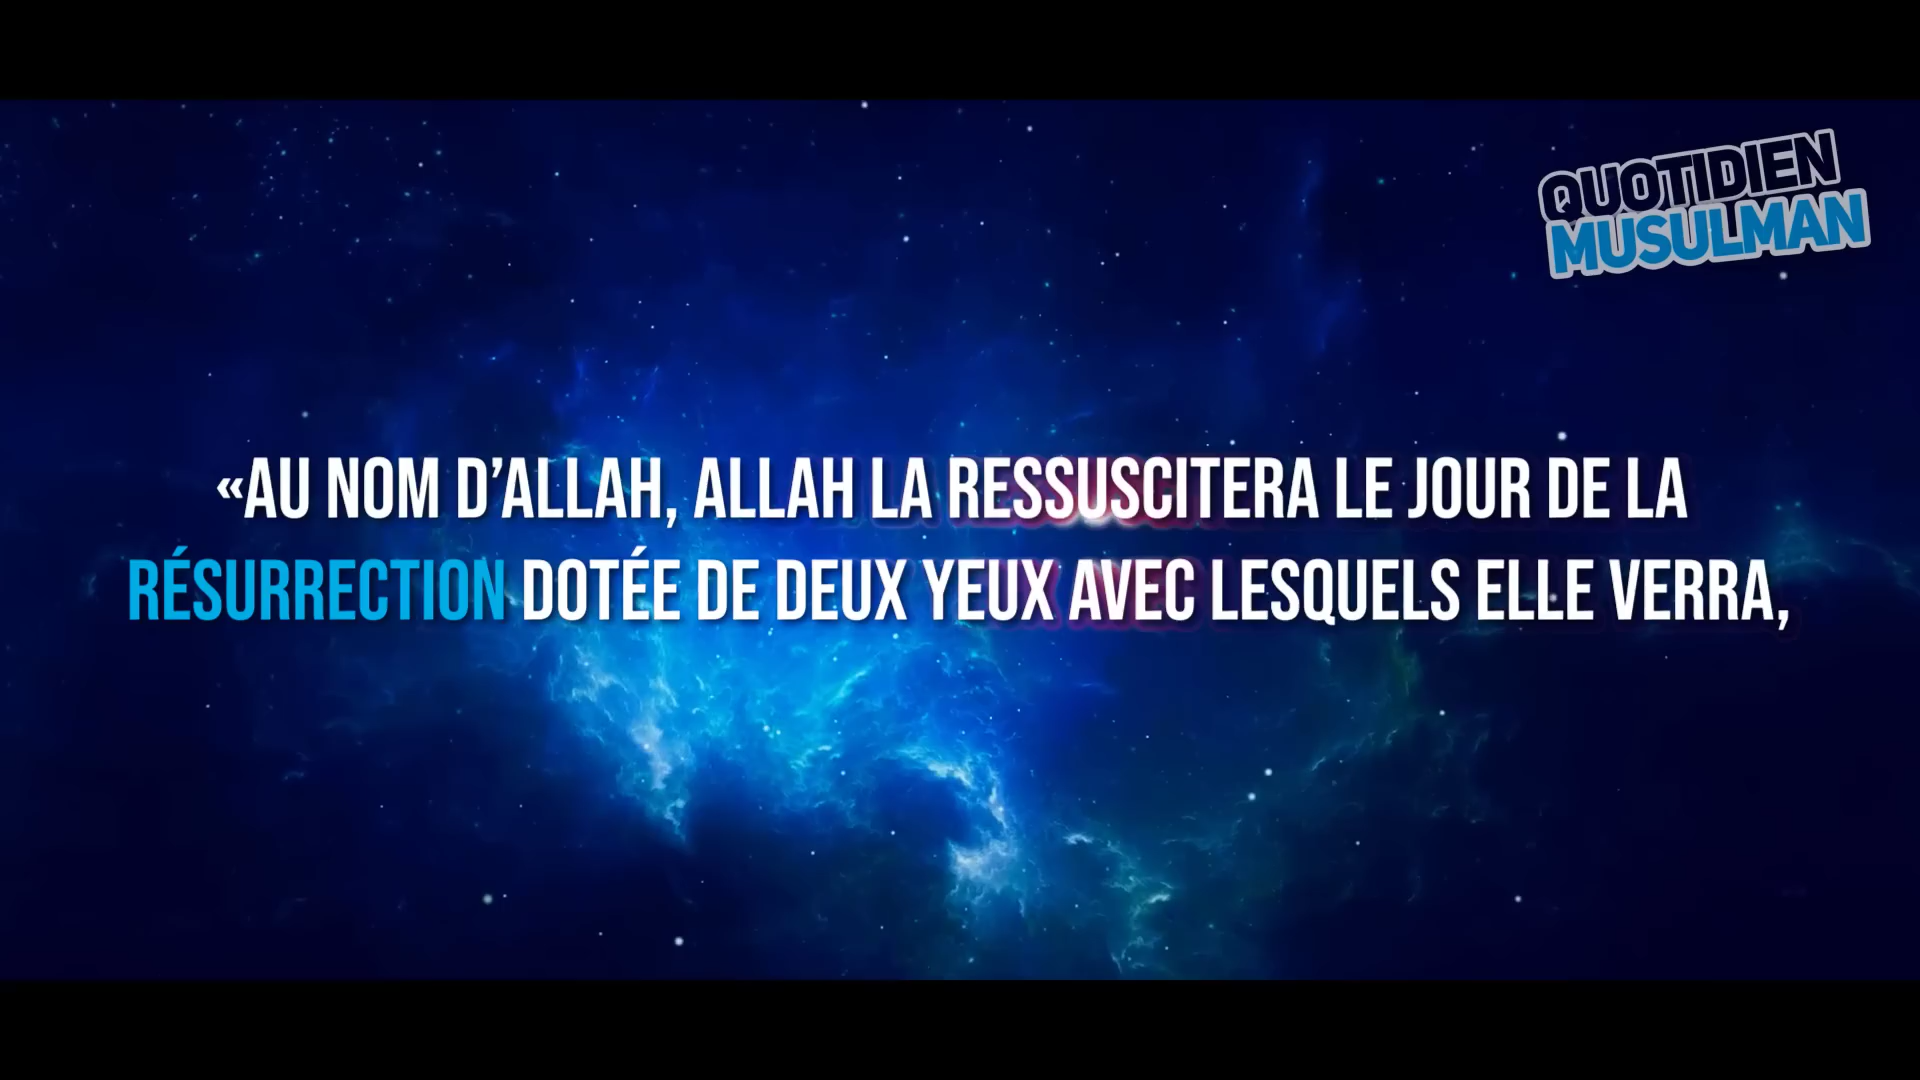 QUOTIDIEN
MUSULMAN
«AU NOM D’ALLAH, ALLAH LA RESSUSCITERA LE JOUR DE LA
RÉSURRECTION DOTÉE DE DEUX YEUX AVEC LESQUELS ELLE VERRA,